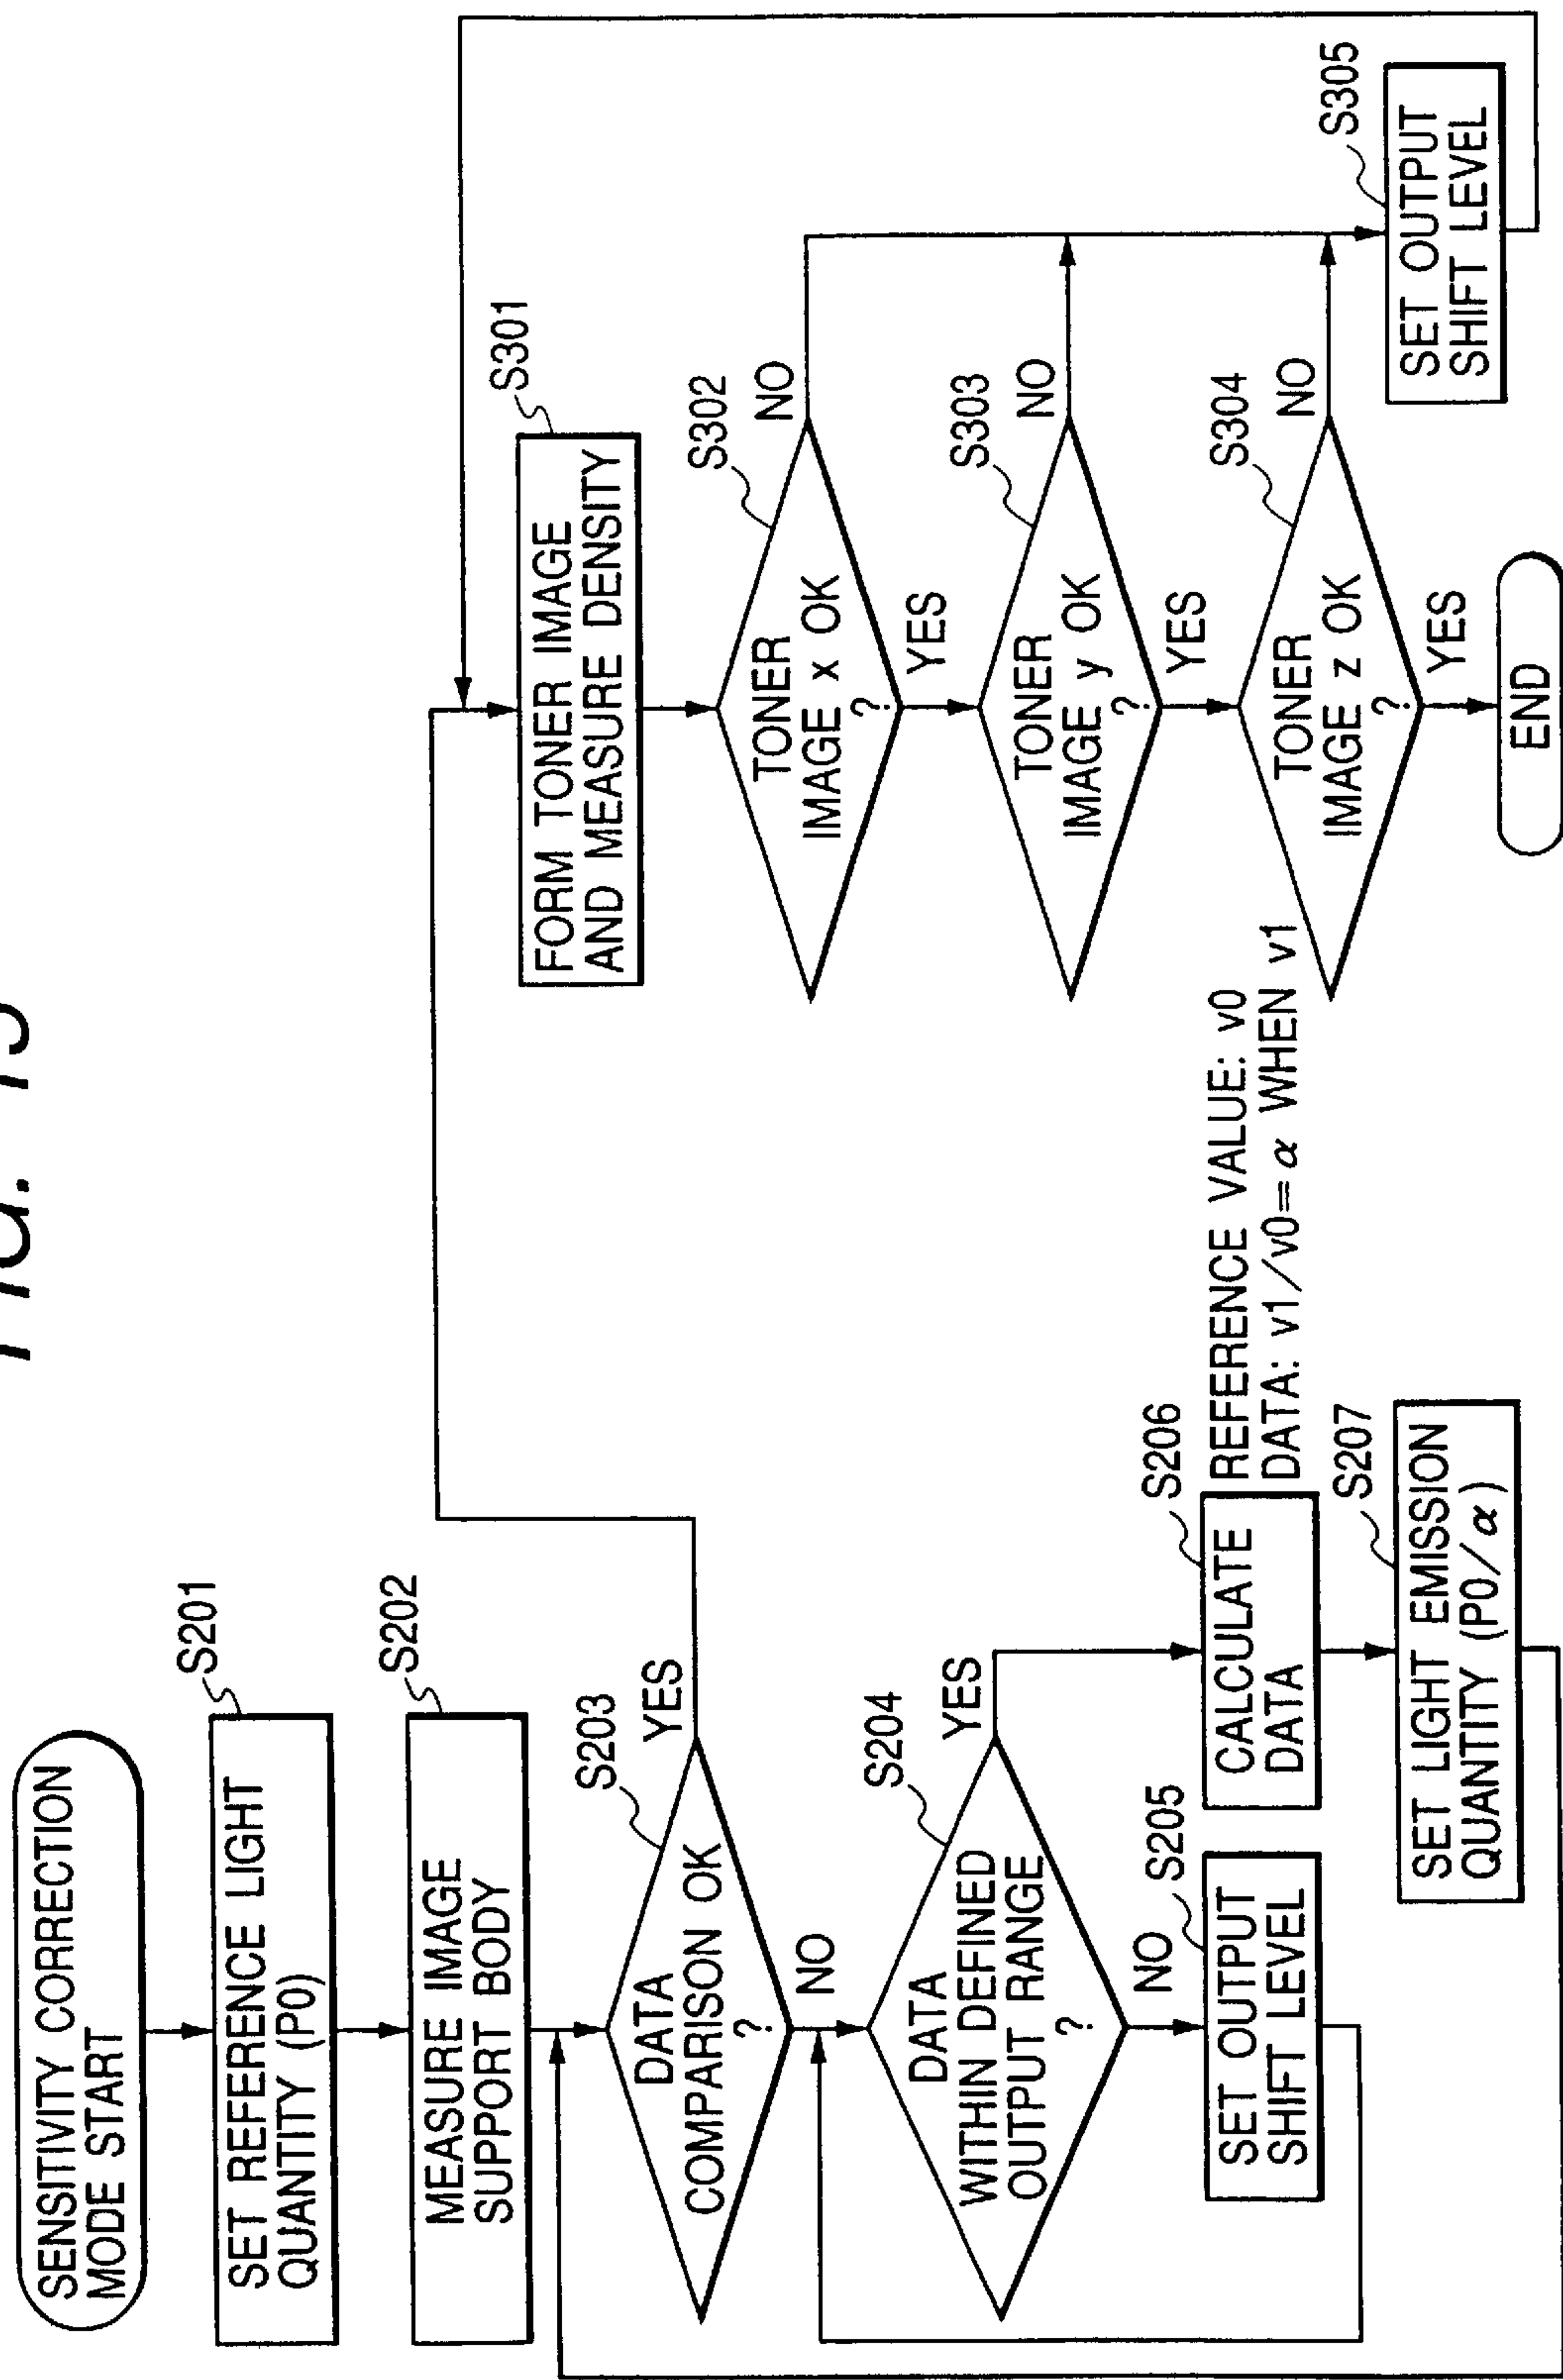 SENSITIVITY CORRECTION
MODE START
S201
SET REFERENCE LIGHT
QUANTITY (P0)
S202
MEASURE IMAGE
SUPPORT BODY
S203
DATA
COMPARISON OK
?
YES
NO
S204
DATA
WITHIN DEFINED
OUTPUT RANGE
?
YES
NO
S205
SET OUTPUT
SHIFT LEVEL
S206
CALCULATE
DATA
REFERENCE VALUE: v0
DATA: v1/v0=α WHEN v1
S207
SET LIGHT EMISSION
QUANTITY (P0/α)
S301
FORM TONER IMAGE
AND MEASURE DENSITY
S302
TONER
IMAGE x OK
?
NO
YES
S303
TONER
IMAGE y OK
?
NO
YES
S304
TONER
IMAGE z OK
?
NO
YES
S305
SET OUTPUT
SHIFT LEVEL
END